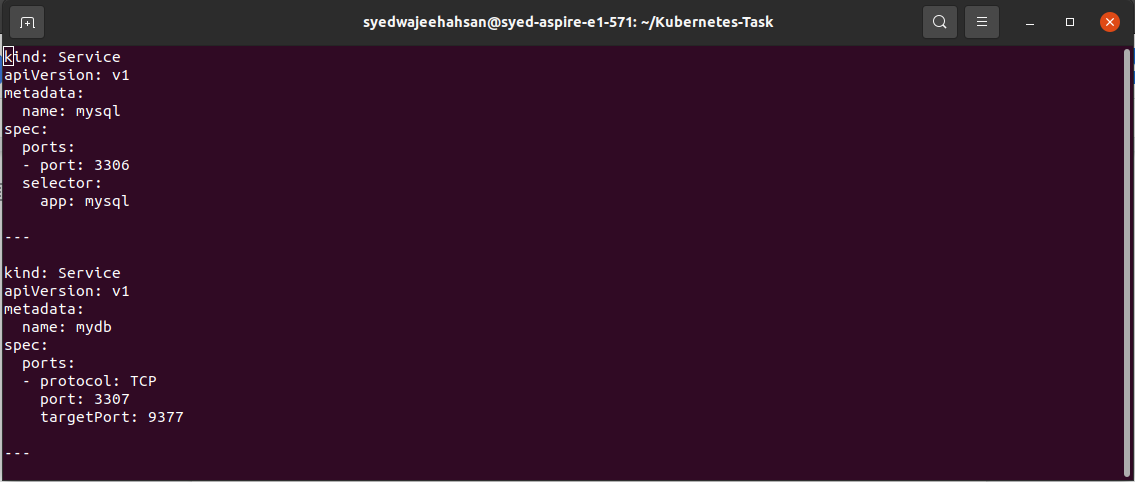 syedwajeehahsan@syed-aspire-e1-571: ~/Kubernetes-Task
kind: Service
apiVersion: v1
metadata:
  name: mysql
spec:
  ports:
  - port: 3306
  selector:
    app: mysql

---

kind: Service
apiVersion: v1
metadata:
  name: mydb
spec:
  ports:
  - protocol: TCP
    port: 3307
    targetPort: 9377

---